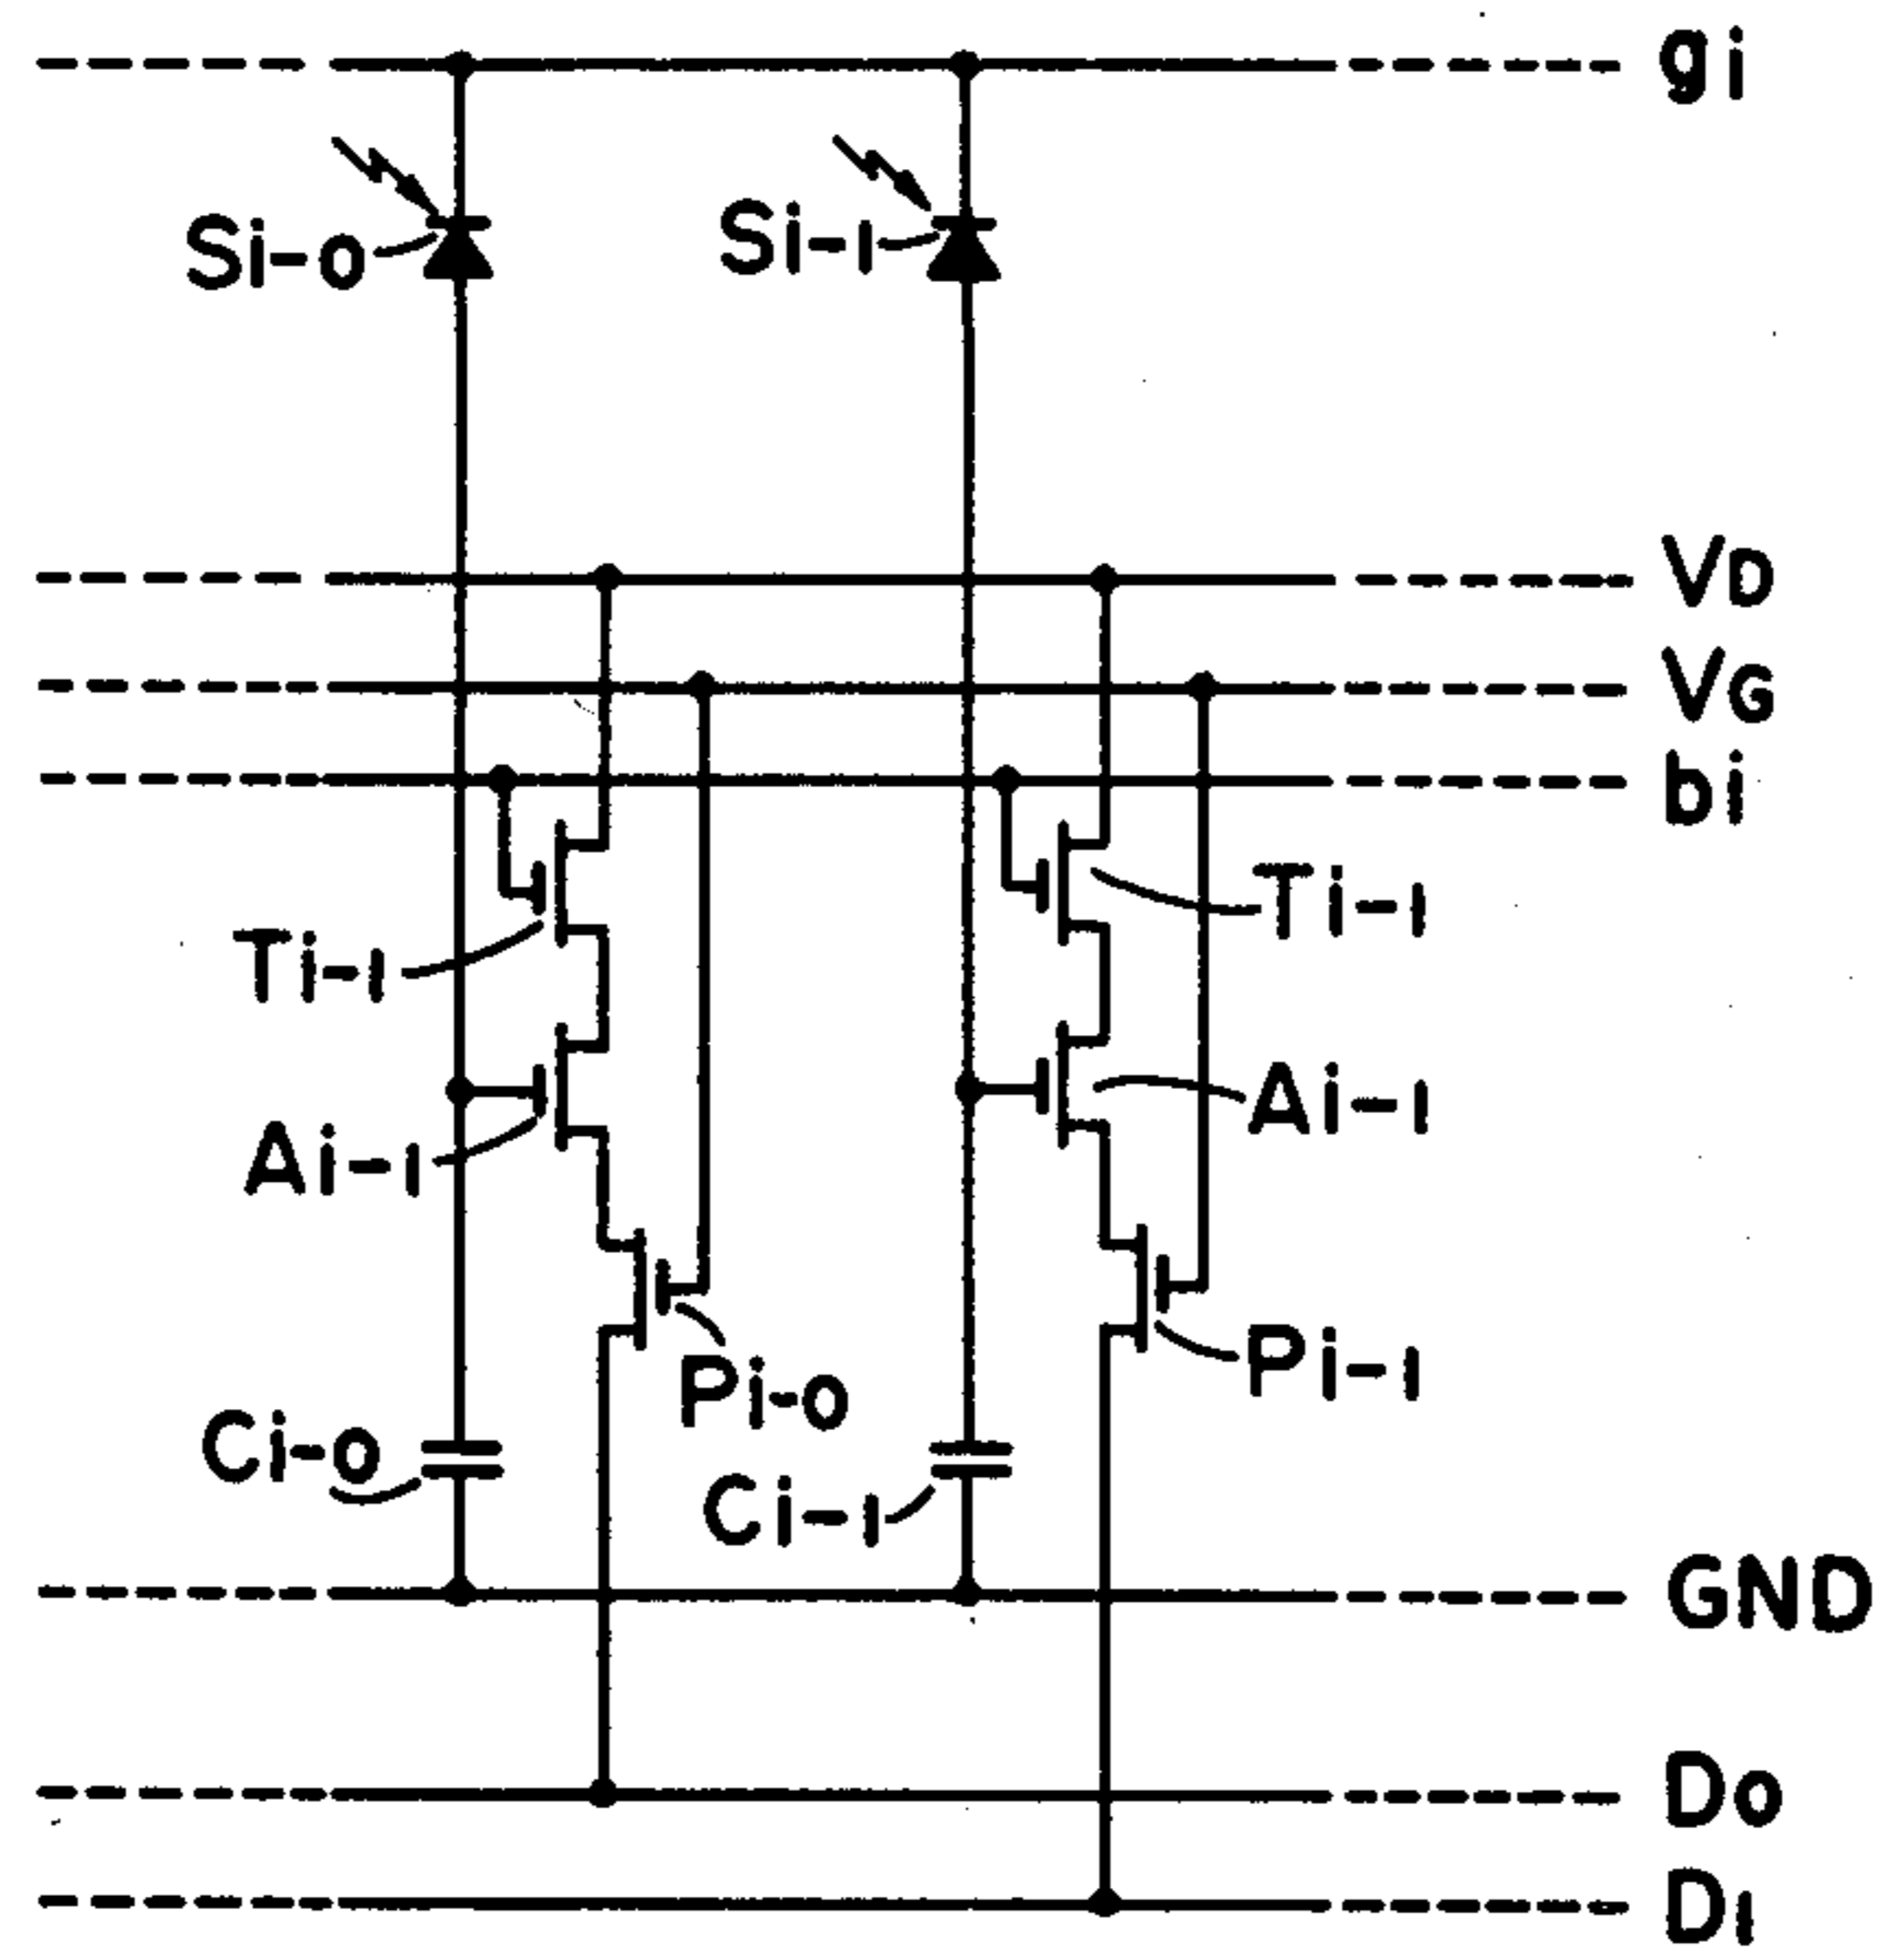 gi
Si-0
Si-1
VD
VG
bi
Ti-1
Ti-1
Ai-1
Ai-1
Pi-0
Pi-1
Ci-0
Ci-1
GND
D0
D1